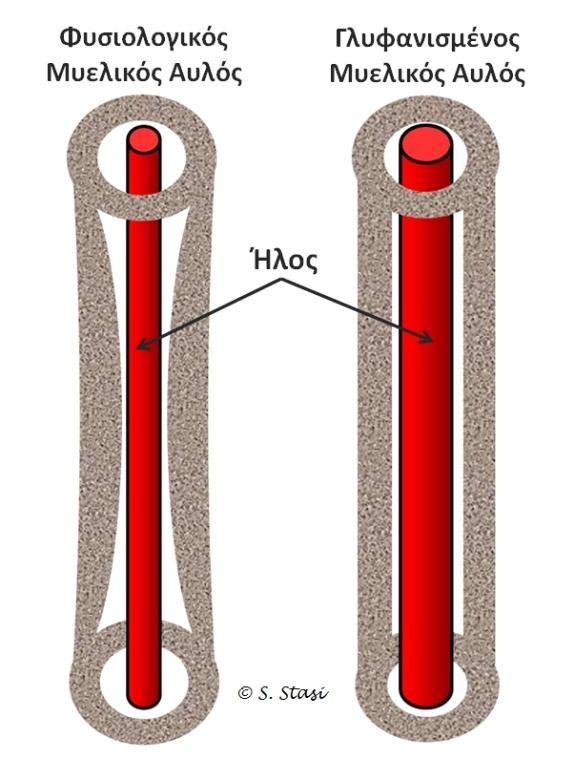 Φυσιολογικός
Μυελικός Αυλός
Γλυφανισμένος
Μυελικός Αυλός
Ήλος
© S. Stasi